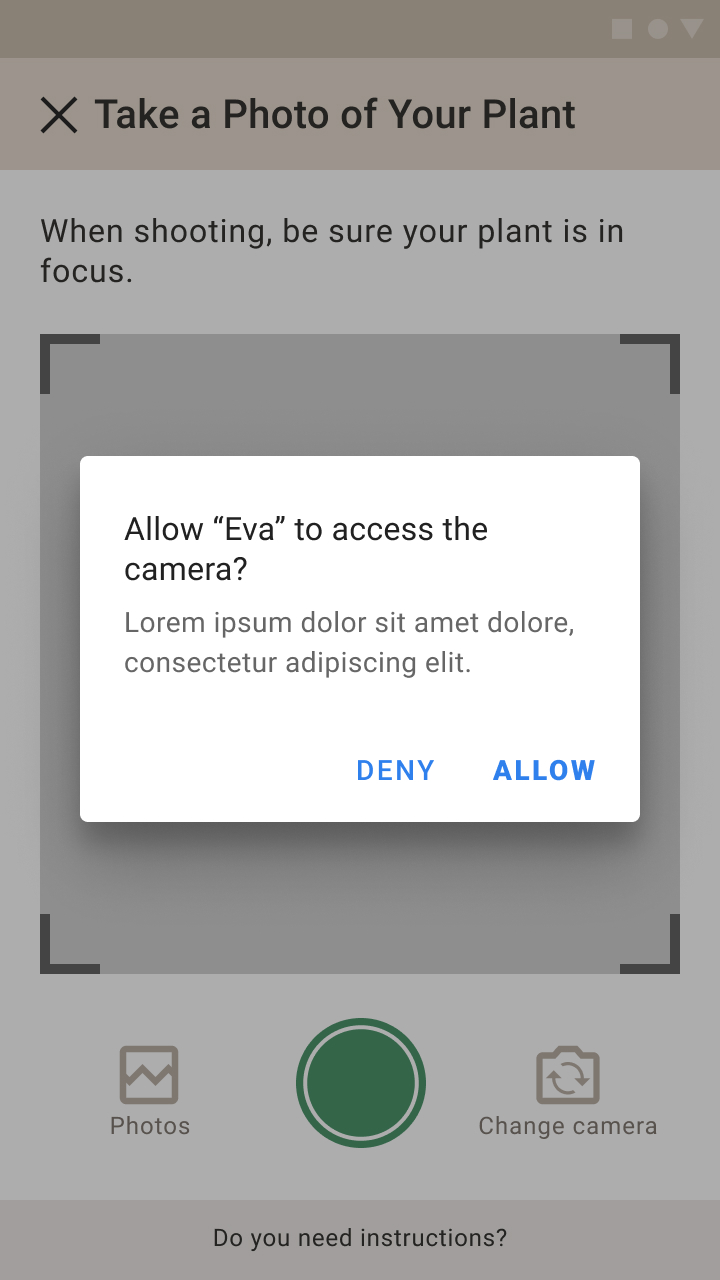 Take a Photo of Your Plant
When shooting, be sure your plant is in
focus.
Allow “Eva” to access the
camera?
Lorem ipsum dolor sit amet dolore,
consectetur adipiscing elit.
DENY ALLOW
Photos
Change camera
Do you need instructions?